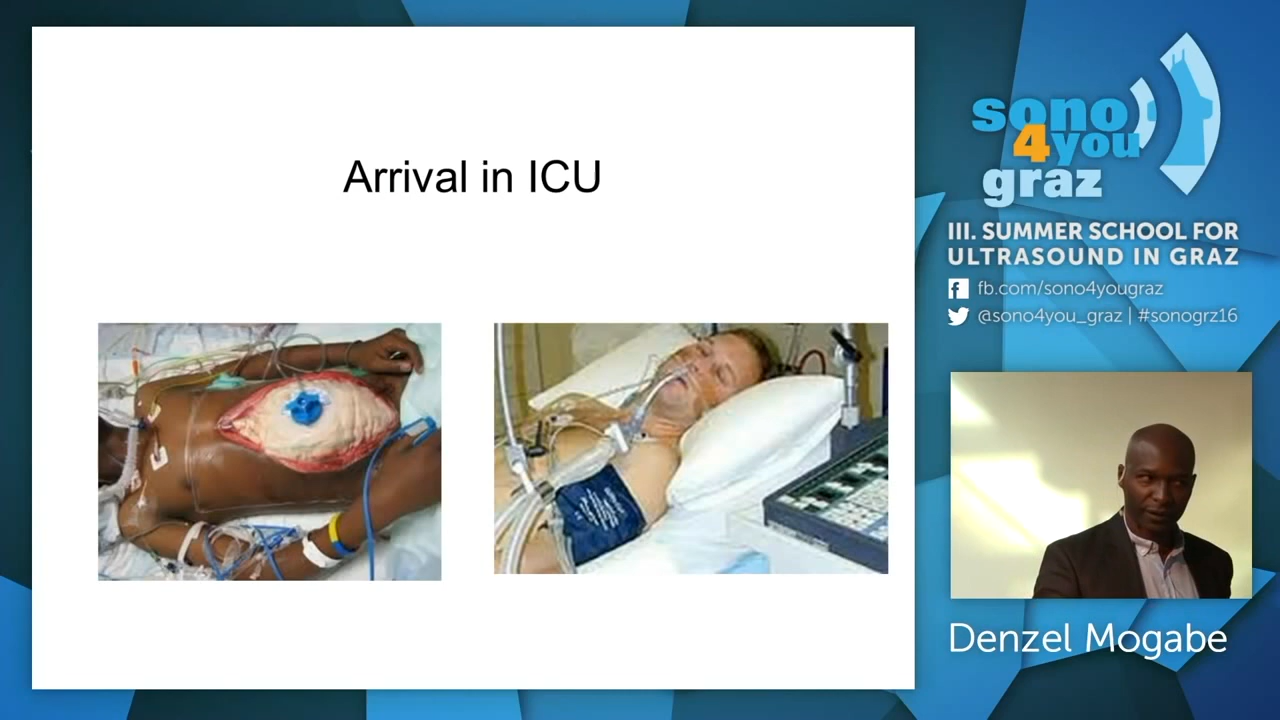 Arrival in ICU
sono
4you
graz
III. SUMMER SCHOOL FOR
ULTRASOUND IN GRAZ
fb.com/sono4yougraz
@sono4you_graz | #sonogrz16
Denzel Mogabe